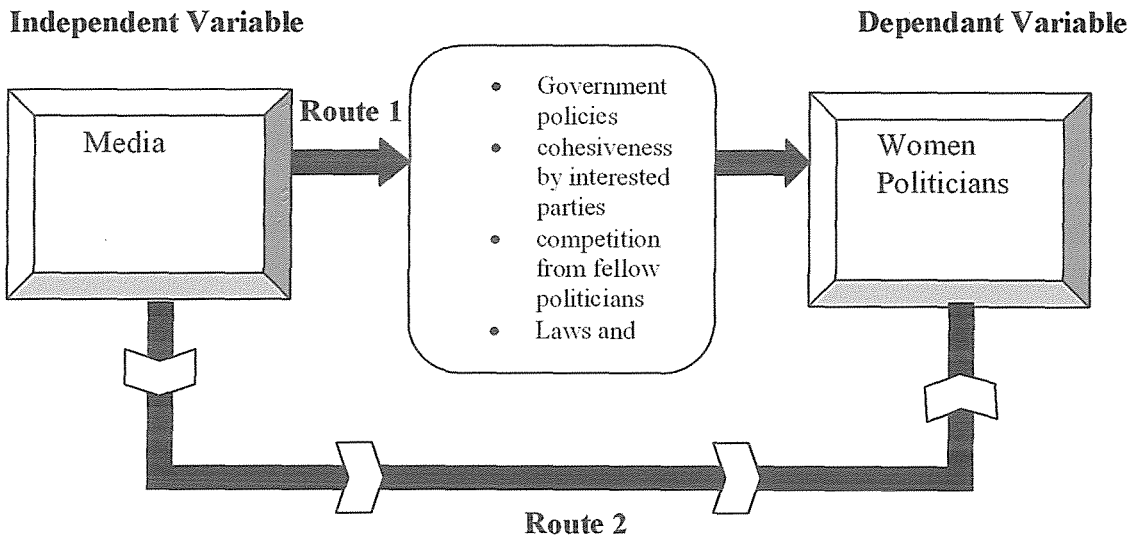 Independent Variable
Dependant Variable
Route 1
Media
• Government
policies
• cohesiveness
by interested
parties
• competition
from fellow
politicians
• Laws and
Women
Politicians
Route 2